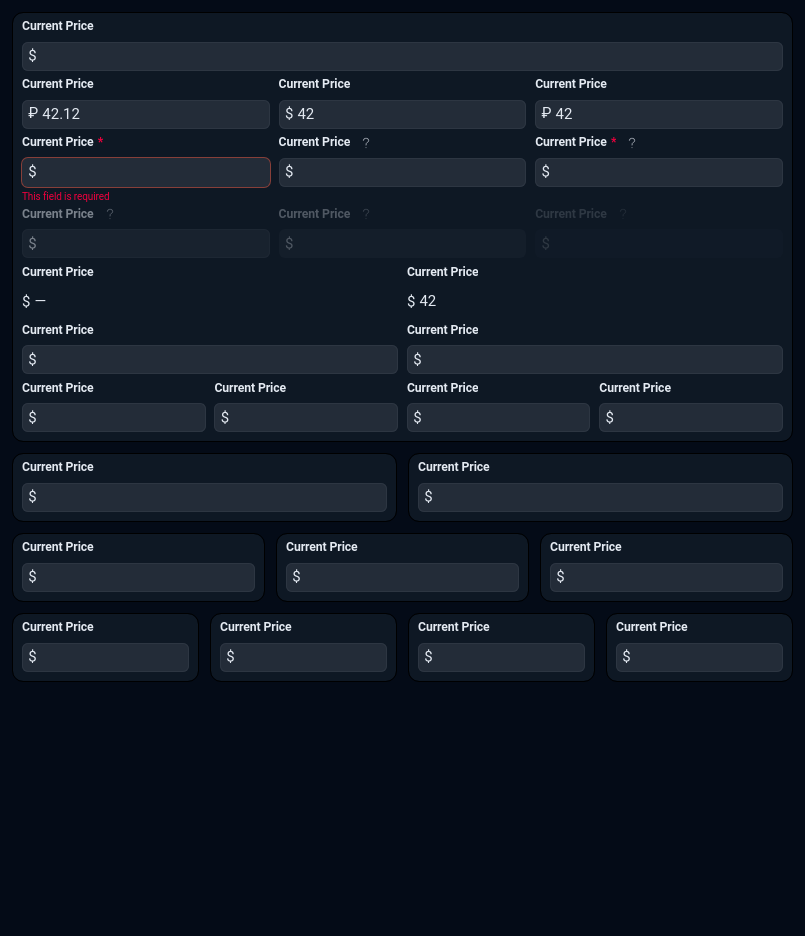 Current Price
$
Current Price Current Price Current Price
₽ 42.12 $ 42 ₽ 42
Current Price * Current Price ? Current Price * ?
$ $ $
This field is required
Current Price ? Current Price ? Current Price ?
$ $ $
Current Price Current Price
$ — $ 42
Current Price Current Price
$ $
Current Price Current Price Current Price Current Price
$ $ $ $
Current Price Current Price
$ $
Current Price Current Price Current Price
$ $ $
Current Price Current Price Current Price Current Price
$ $ $ $